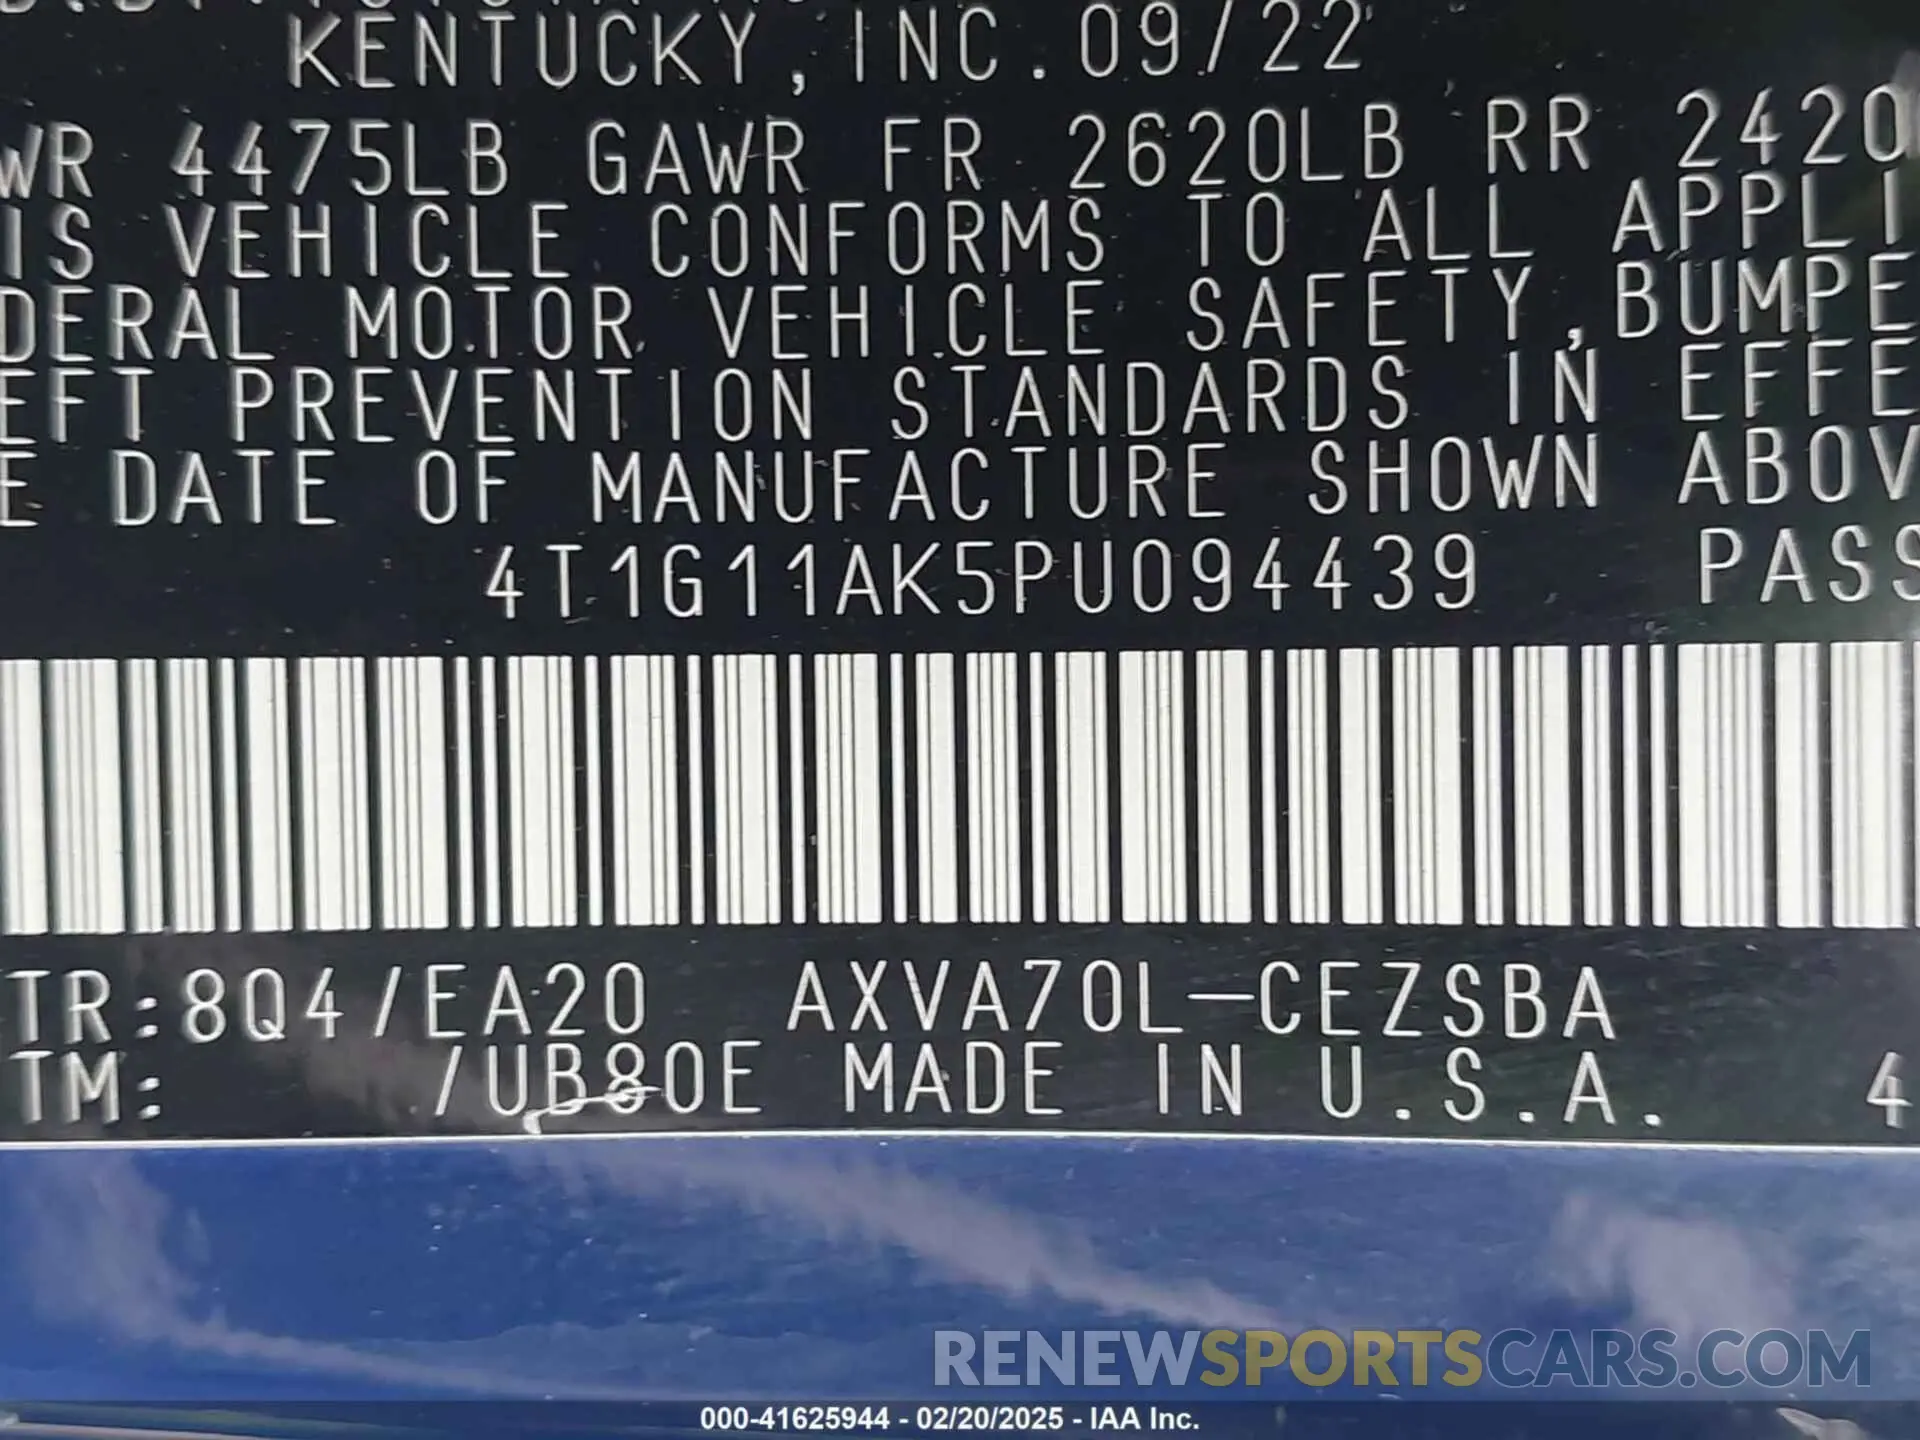 KENTUCKY, INC. 09/22
WR 4475LB GAWR FR 2620LB RR 2420
IS VEHICLE CONFORMS TO ALL APPLI
DERAL MOTOR VEHICLE SAFETY, BUMPE
EFT PREVENTION STANDARDS IN EFFE
E DATE OF MANUFACTURE SHOWN ABOV
4T1G11AK5PU094439 PASS
TR:8Q4/EA20 AXVA70L-CEZSBA
TM: /UB80E MADE IN U.S.A. 4
RENEWSPORTSCARS.COM
000-41625944 - 02/20/2025 - IAA Inc.